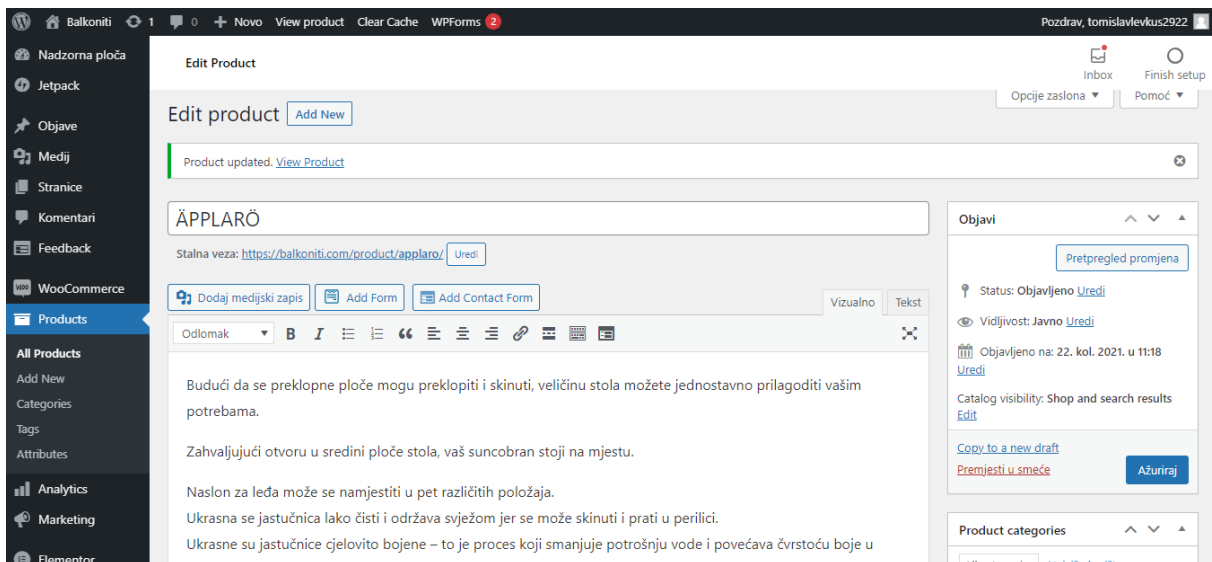 Balkoniti 1 0 Novo View product Clear Cache WPForms 2 Pozdrav, tomislavlevkus2922
Nadzorna ploča
Jetpack
Objave
Medij
Stranice
Komentari
Feedback
WooCommerce
Products
All Products
Add New
Categories
Tags
Attributes
Analytics
Marketing
Elementor
Edit Product
Inbox
Finish setup
Opcije zaslona
Pomoć
Edit product Add New
Product updated. View Product
ÄPPLARÖ
Stalna veza: https://balkoniti.com/product/applaro/ Uredi
Dodaj medijski zapis Add Form Add Contact Form
Vizualno Tekst
Odlomak B I
Budući da se preklopne ploče mogu preklopiti i skinuti, veličinu stola možete jednostavno prilagoditi vašim
potrebama.
Zahvaljujući otvoru u sredini ploče stola, vaš suncobran stoji na mjestu.
Naslon za leđa može se namjestiti u pet različitih položaja.
Ukrasna se jastučnica lako čisti i održava svježom jer se može skinuti i prati u perilici.
Ukrasne su jastučnice cjelovito bojene – to je proces koji smanjuje potrošnju vode i povećava čvrstoću boje u
Objavi
Pretpregled promjena
Status: Objavljeno Uredi
Vidljivost: Javno Uredi
Objavljeno na: 22. kol. 2021. u 11:18
Uredi
Catalog visibility: Shop and search results
Edit
Copy to a new draft
Premjesti u smeće
Ažuriraj
Product categories